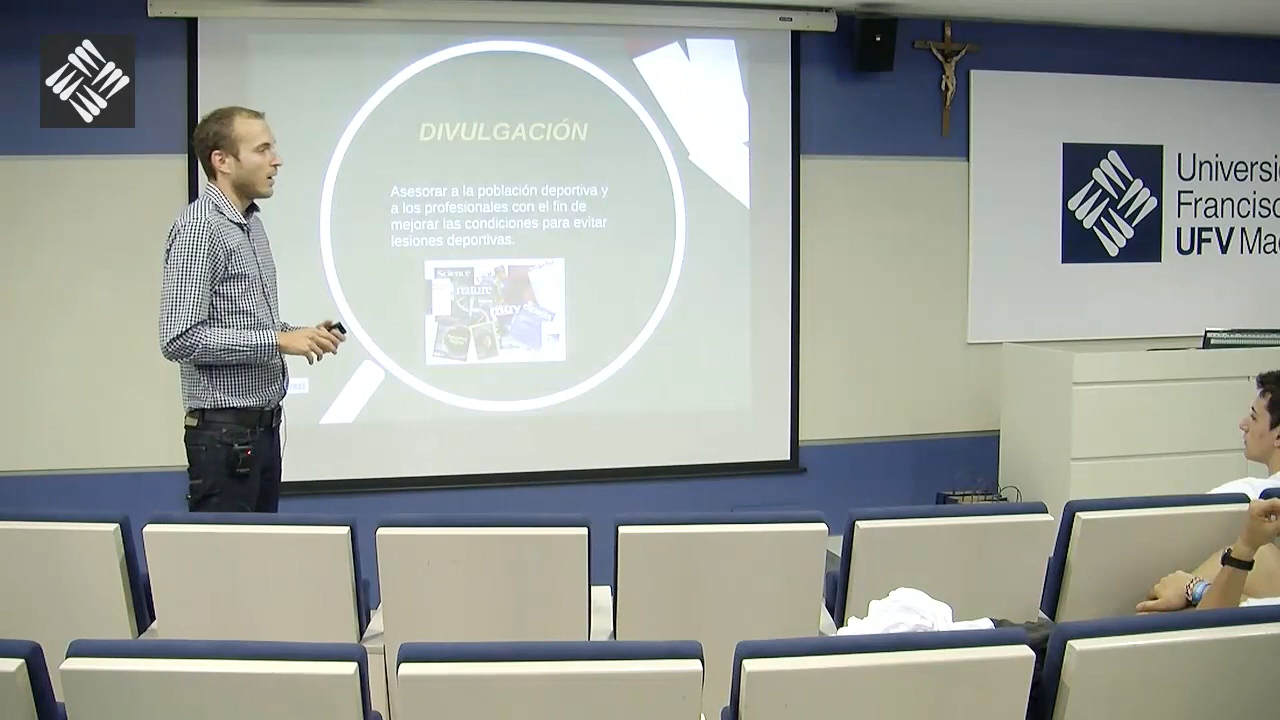 DIVULGACIÓN
Asesorar a la población deportiva y
a los profesionales con el fin de
mejorar las condiciones para evitar
lesiones deportivas.
Science
nature
Universi
Francisc
UFV Ma